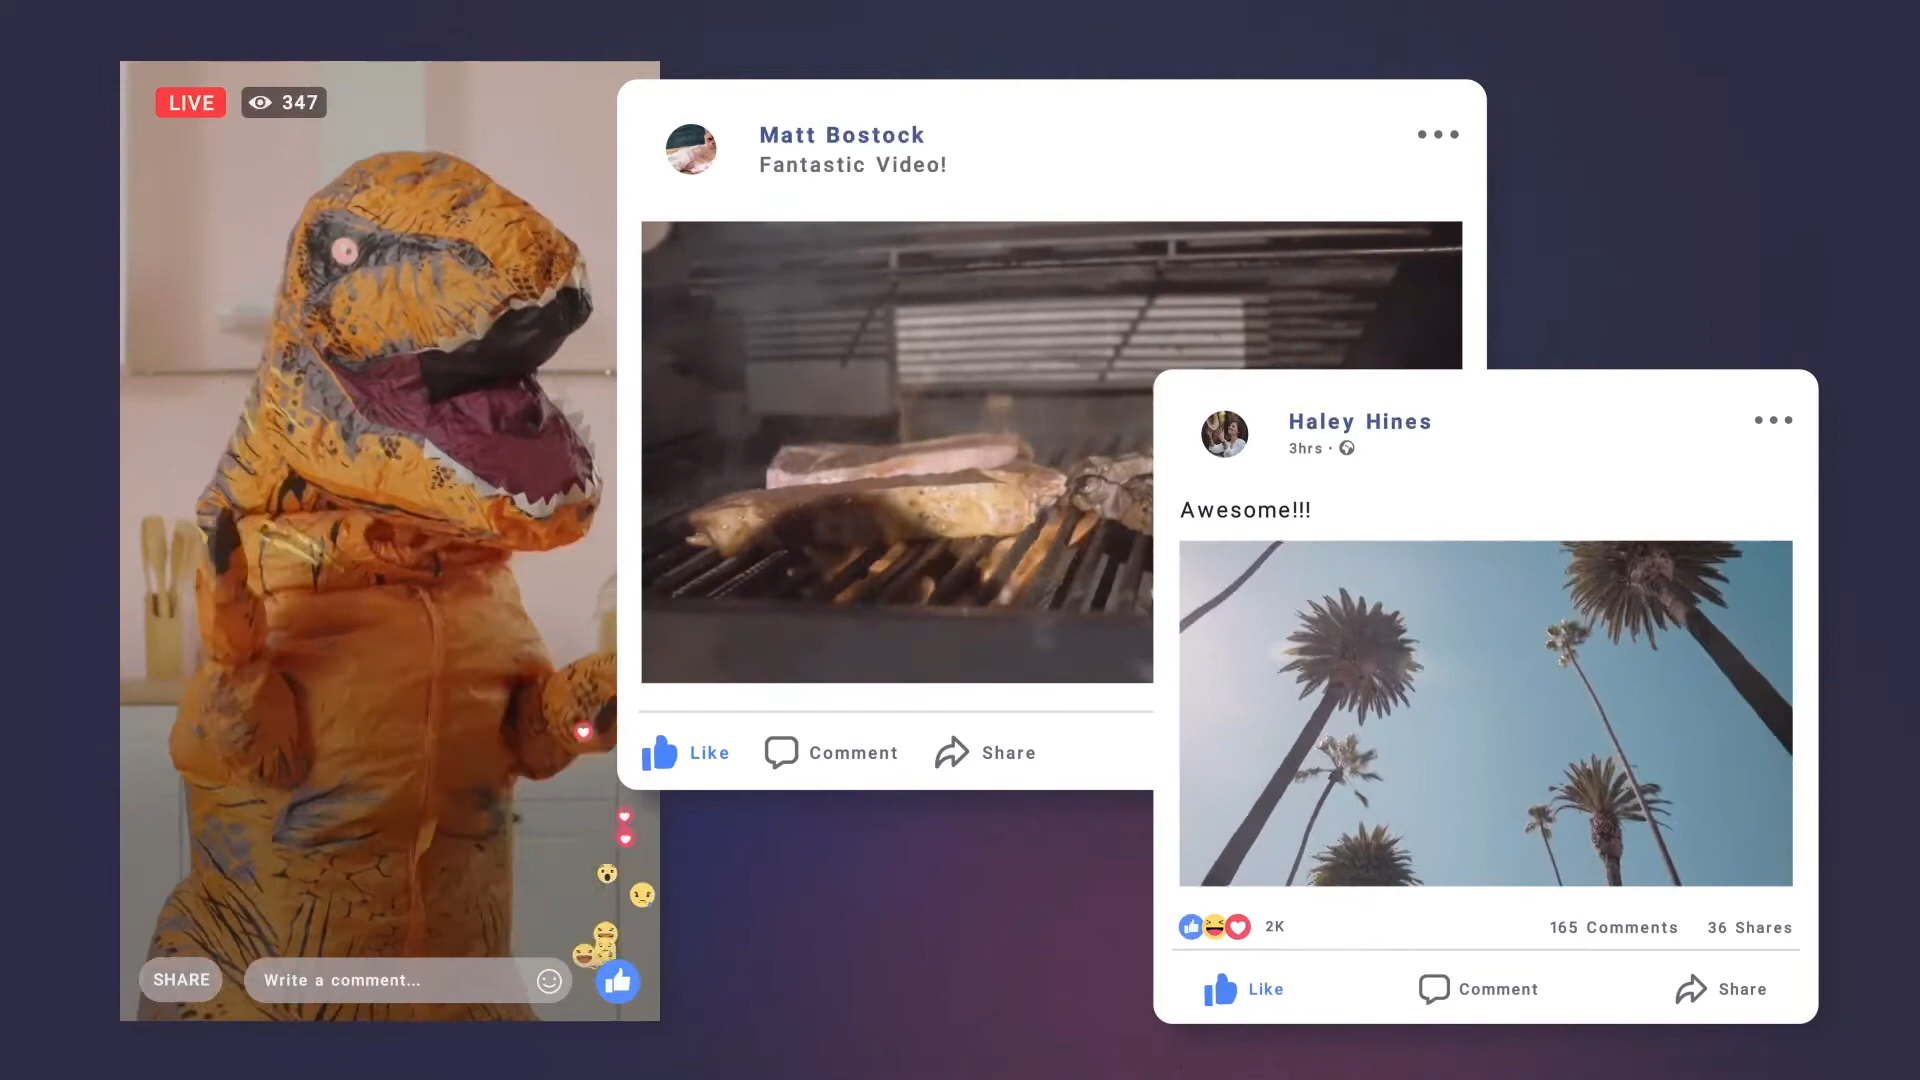 LIVE 347
SHARE
Write a comment...
Matt Bostock
Fantastic Video!
Like Comment Share
Haley Hines
3hrs ·
Awesome!!!
2K 165 Comments 36 Shares
Like Comment Share